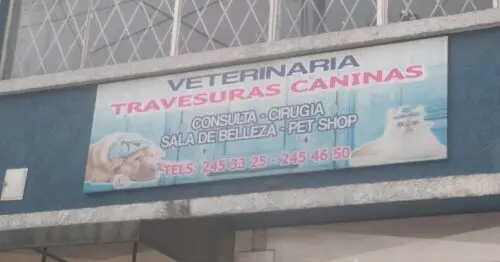 VETERINARIA
TRAVESURAS CANINAS
CONSULTA - CIRUGIA
SALA DE BELLEZA - PET SHOP
TELS: 245 33 25 - 245 46 50